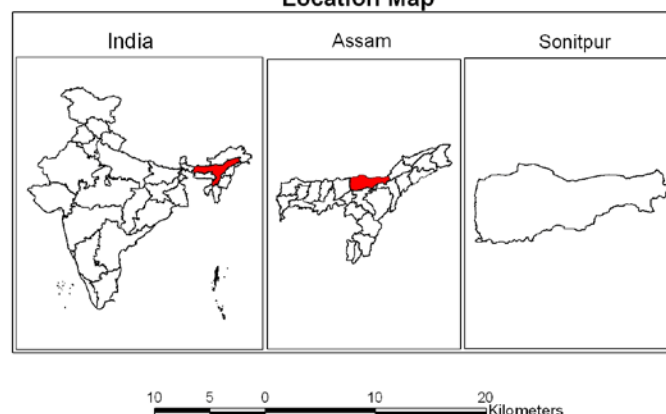 Location Map
India
Assam
Sonitpur
10 5 0 10 20
Kilometers